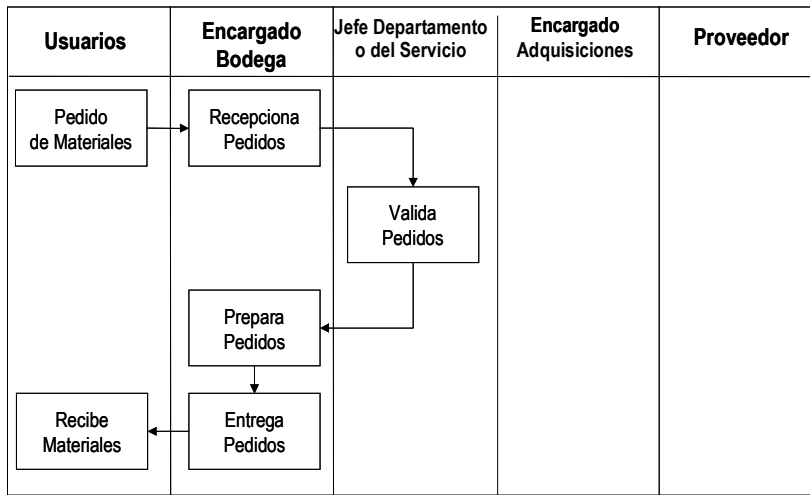 Usuarios
Encargado
Bodega
Jefe Departamento
o del Servicio
Encargado
Adquisiciones
Proveedor
Pedido
de Materiales
Recepciona
Pedidos
Valida
Pedidos
Prepara
Pedidos
Recibe
Materiales
Entrega
Pedidos